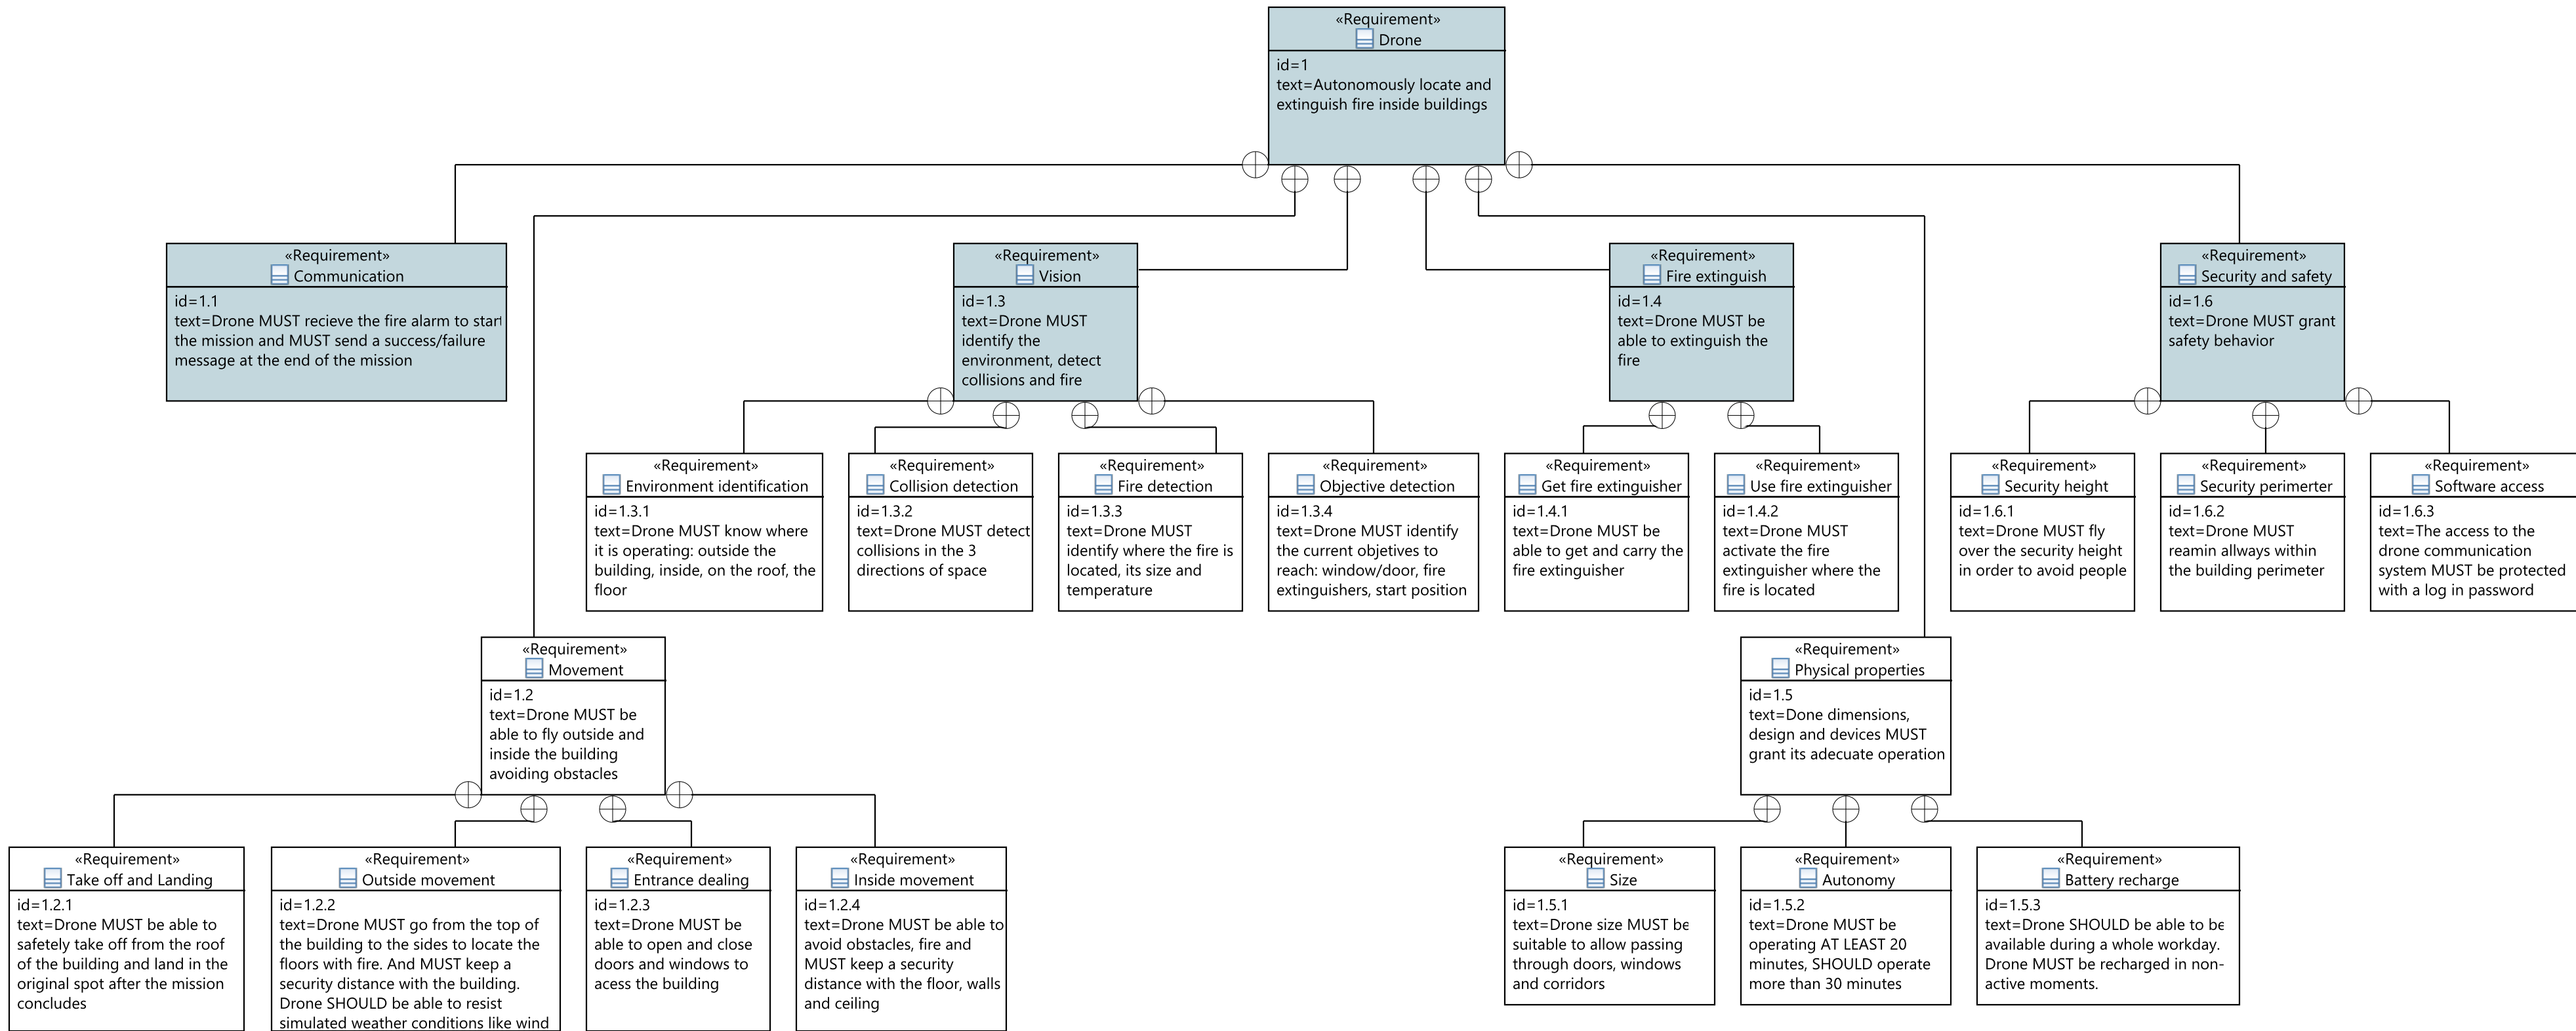 «Requirement»
Drone
id=1
text=Autonomously locate and
extinguish fire inside buildings
«Requirement»
Communication
id=1.1
text=Drone MUST recieve the fire alarm to start
the mission and MUST send a success/failure
message at the end of the mission
«Requirement»
Vision
id=1.3
text=Drone MUST
identify the
environment, detect
collisions and fire
«Requirement»
Fire extinguish
id=1.4
text=Drone MUST be
able to extinguish the
fire
«Requirement»
Security and safety
id=1.6
text=Drone MUST grant
safety behavior
«Requirement»
Environment identification
id=1.3.1
text=Drone MUST know where
it is operating: outside the
building, inside, on the roof, the
floor
«Requirement»
Collision detection
id=1.3.2
text=Drone MUST detect
collisions in the 3
directions of space
«Requirement»
Fire detection
id=1.3.3
text=Drone MUST
identify where the fire is
located, its size and
temperature
«Requirement»
Objective detection
id=1.3.4
text=Drone MUST identify
the current objetives to
reach: window/door, fire
extinguishers, start position
«Requirement»
Get fire extinguisher
id=1.4.1
text=Drone MUST be
able to get and carry the
fire extinguisher
«Requirement»
Use fire extinguisher
id=1.4.2
text=Drone MUST
activate the fire
extinguisher where the
fire is located
«Requirement»
Security height
id=1.6.1
text=Drone MUST fly
over the security height
in order to avoid people
«Requirement»
Security perimerter
id=1.6.2
text=Drone MUST
reamin allways within
the building perimeter
«Requirement»
Software access
id=1.6.3
text=The access to the
drone communication
system MUST be protected
with a log in password
«Requirement»
Movement
id=1.2
text=Drone MUST be
able to fly outside and
inside the building
avoiding obstacles
«Requirement»
Physical properties
id=1.5
text=Done dimensions,
design and devices MUST
grant its adequate operation
«Requirement»
Take off and Landing
id=1.2.1
text=Drone MUST be able to
safetely take off from the roof
of the building and land in the
original spot after the mission
concludes
«Requirement»
Outside movement
id=1.2.2
text=Drone MUST go from the top of
the building to the sides to locate the
floors with fire. And MUST keep a
security distance with the building.
Drone SHOULD be able to resist
simulated weather conditions like wind
«Requirement»
Entrance dealing
id=1.2.3
text=Drone MUST be
able to open and close
doors and windows to
acess the building
«Requirement»
Inside movement
id=1.2.4
text=Drone MUST be able to
avoid obstacles, fire and
MUST keep a security
distance with the floor, walls
and ceiling
«Requirement»
Size
id=1.5.1
text=Drone size MUST be
suitable to allow passing
through doors, windows
and corridors
«Requirement»
Autonomy
id=1.5.2
text=Drone MUST be
operating AT LEAST 20
minutes, SHOULD operate
more than 30 minutes
«Requirement»
Battery recharge
id=1.5.3
text=Drone SHOULD be able to be
available during a whole workday.
Drone MUST be recharged in non-
active moments.